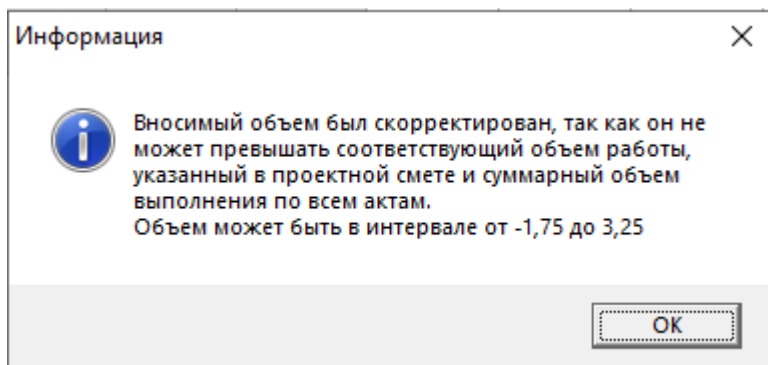 Информация
Вносимый объем был скорректирован, так как он не
может превышать соответствующий объем работы,
указанный в проектной смете и суммарный объем
выполнения по всем актам.
Объем может быть в интервале от -1,75 до 3,25
ОК